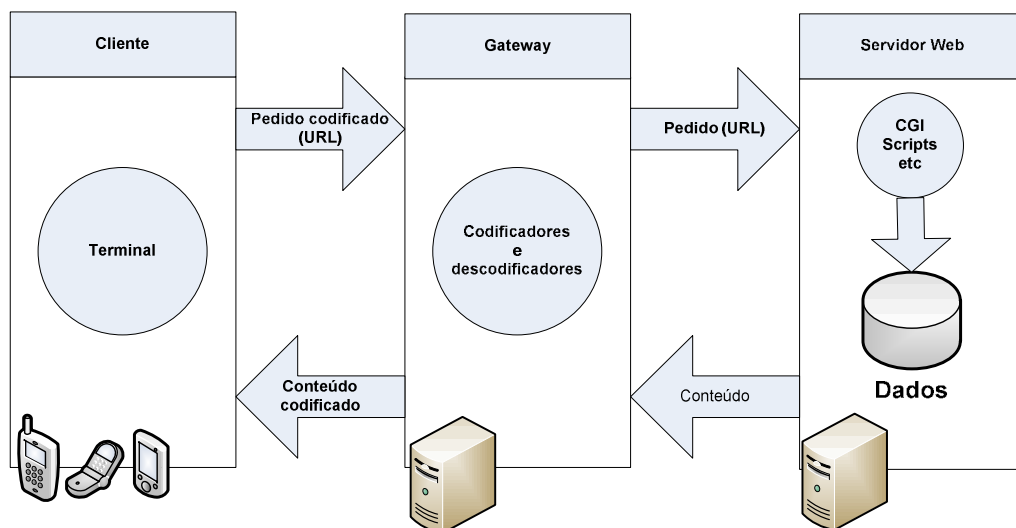 Cliente
Gateway
Servidor Web
Pedido codificado
(URL)
Pedido (URL)
CGI
Scripts
etc
Terminal
Codificadores
e
descodificadores
Conteúdo
codificado
Conteúdo
Dados